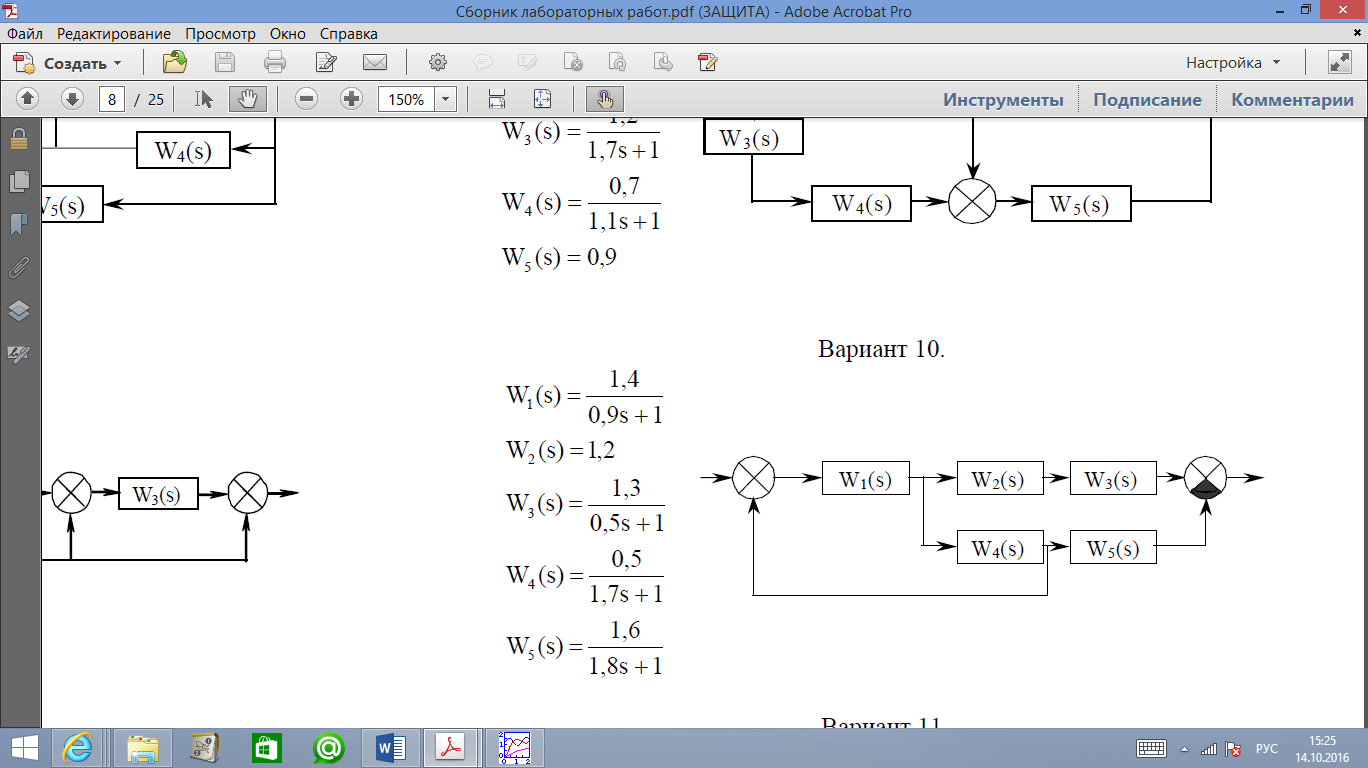 Сборник лабораторных работ.pdf (ЗАЩИТА) - Adobe Acrobat Pro
Файл Редактирование Просмотр Окно Справка
Создать
Настройка
8 / 25
150%
Инструменты Подписание Комментарии
W4(s)
W3(s) = 1,2 / 1,7s + 1
W3(s)
W5(s)
W4(s) = 0,7 / 1,1s + 1
W4(s)
W5(s)
W5(s) = 0,9
Вариант 10.
W1(s) = 1,4 / 0,9s + 1
W2(s) = 1,2
W3(s)
W3(s) = 1,3 / 0,5s + 1
W4(s) = 0,5 / 1,7s + 1
W5(s) = 1,6 / 1,8s + 1
W1(s)
W2(s)
W3(s)
W4(s)
W5(s)
Вариант 11
РУС
15:25
14.10.2016